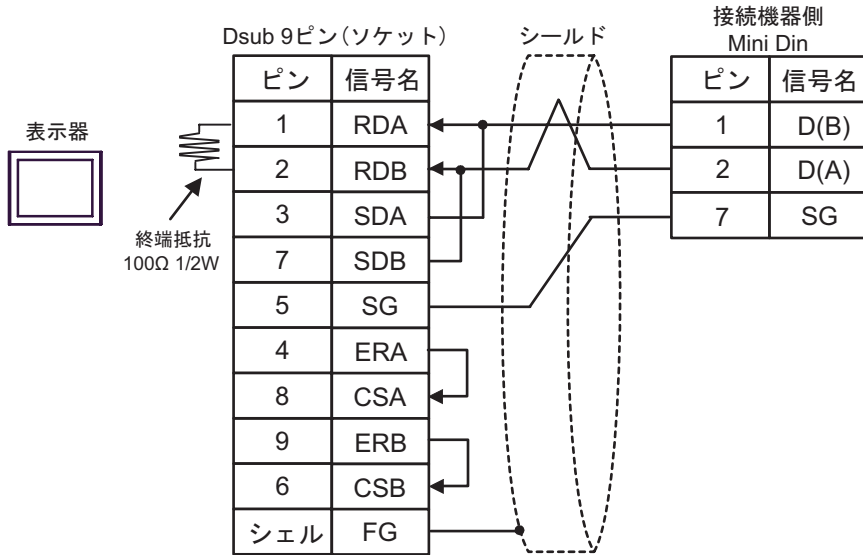 接続機器側
Dsub 9ピン(ソケット) シールド Mini Din
ピン 信号名 ピン 信号名
表示器
1 RDA 1 D(B)
2 RDB 2 D(A)
3 SDA 7 SG
終端抵抗
100Ω 1/2W
7 SDB
5 SG
4 ERA
8 CSA
9 ERB
6 CSB
シェル FG